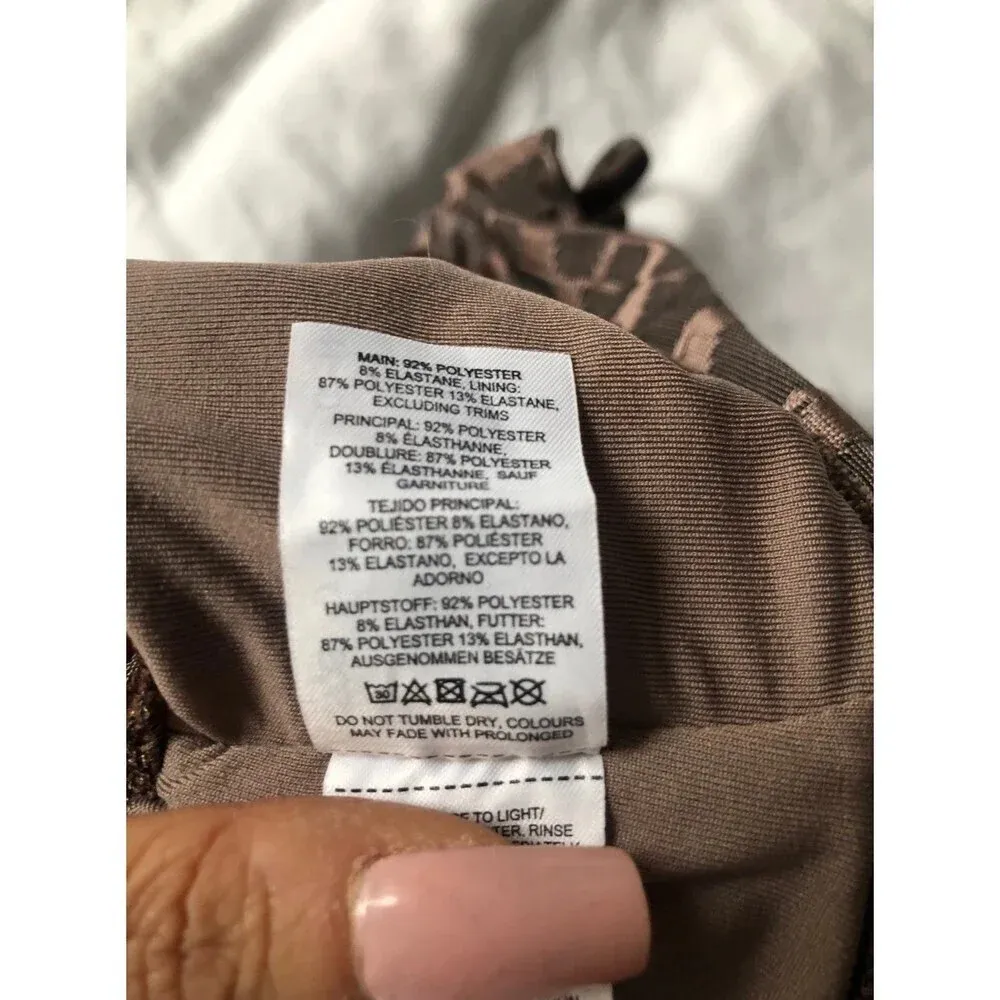 MAIN: 92% POLYESTER
8% ELASTANE, LINING:
87% POLYESTER 13% ELASTANE,
EXCLUDING TRIMS
PRINCIPAL: 92% POLYESTER
8% ÉLASTHANNE,
DOUBLURE: 87% POLYESTER
13% ÉLASTHANNE, SAUF
GARNITURE
TEJIDO PRINCIPAL:
92% POLIÉSTER 8% ELASTANO,
FORRO: 87% POLIÉSTER
13% ELASTANO, EXCEPTO LA
ADORNO
HAUPTSTOFF: 92% POLYESTER
8% ELASTHAN, FUTTER:
87% POLYESTER 13% ELASTHAN,
AUSGENOMMEN BESÄTZE
30
DO NOT TUMBLE DRY, COLOURS
MAY FADE WITH PROLONGED
TO LIGHT/
RINSE